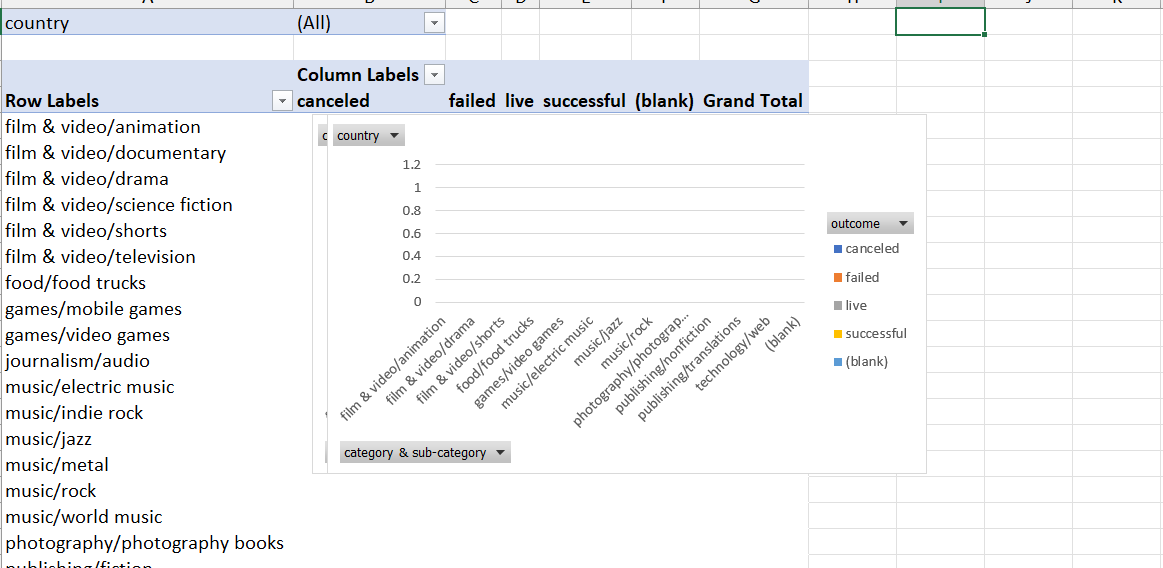 country (All)
Column Labels
Row Labels canceled failed live successful (blank) Grand Total
film & video/animation
film & video/documentary
film & video/drama
film & video/science fiction
film & video/shorts
film & video/television
food/food trucks
games/mobile games
games/video games
journalism/audio
music/electric music
music/indie rock
music/jazz
music/metal
music/rock
music/world music
photography/photography books
publishing/fiction
country
1.2
1
0.8
0.6
0.4
0.2
0
film & video/animation
film & video/drama
film & video/shorts
food/food trucks
games/video games
music/electric music
music/jazz
music/rock
photography/photograp...
publishing/nonfiction
publishing/translations
technology/web
(blank)
outcome
canceled
failed
live
successful
(blank)
category & sub-category